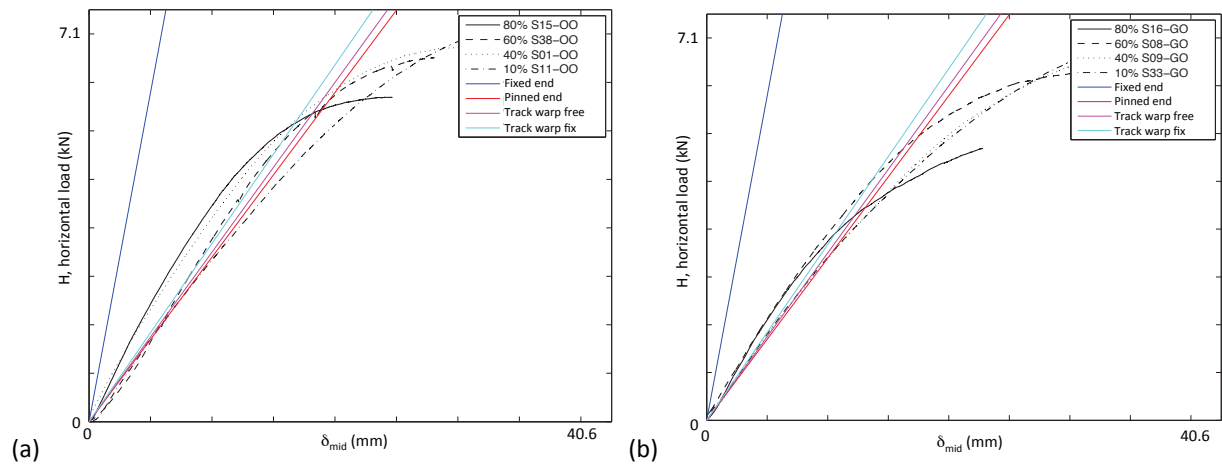 7.1
H, horizontal load (kN)
0
0
δmid (mm)
40.6
80% S15−OO
60% S38−OO
40% S01−OO
10% S11−OO
Fixed end
Pinned end
Track warp free
Track warp fix
(a)
7.1
H, horizontal load (kN)
0
0
δmid (mm)
40.6
80% S16−GO
60% S08−GO
40% S09−GO
10% S33−GO
Fixed end
Pinned end
Track warp free
Track warp fix
(b)